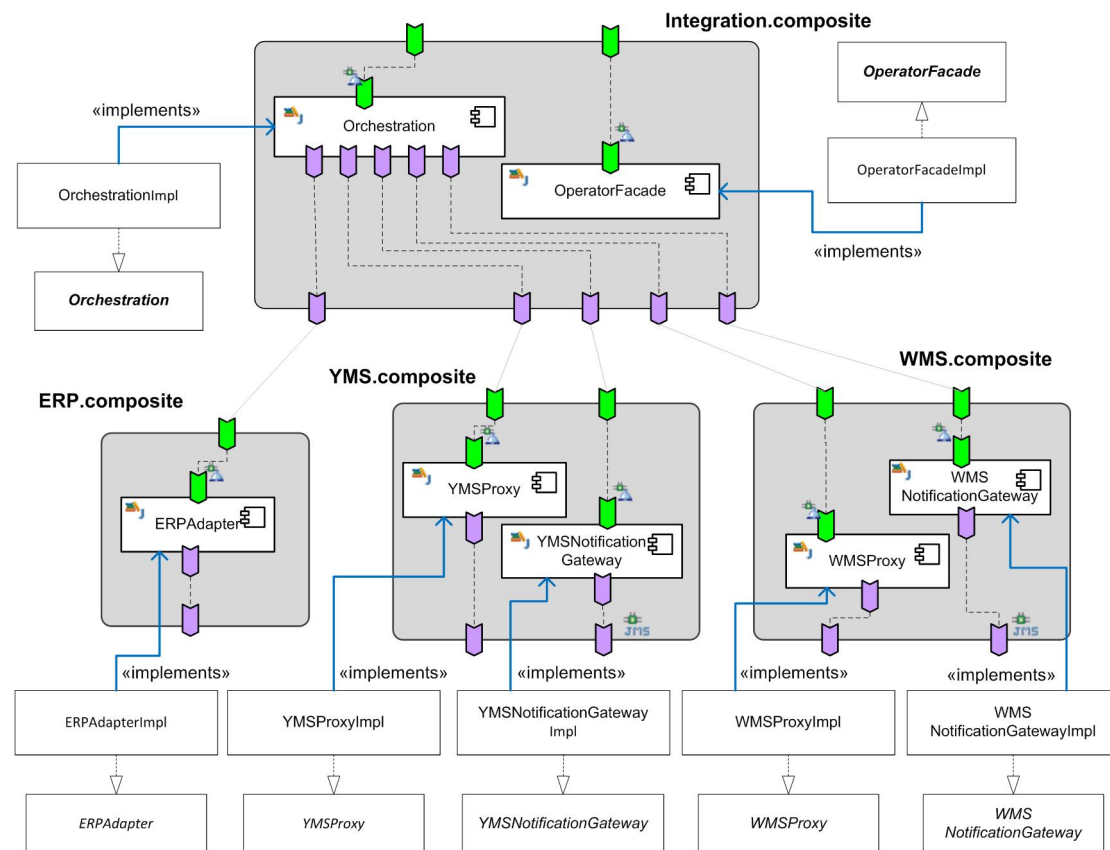 Integration.composite
OperatorFacade
«implements»
Orchestration
OrchestrationImpl
OperatorFacade
OperatorFacadeImpl
«implements»
Orchestration
ERP.composite
YMS.composite
WMS.composite
ERPAdapter
YMSProxy
YMSNotification
Gateway
JMS
WMS
NotificationGateway
WMSProxy
JMS
«implements»
«implements»
«implements»
«implements»
«implements»
ERPAdapterImpl
YMSProxyImpl
YMSNotificationGateway
Impl
WMSProxyImpl
WMS
NotificationGatewayImpl
ERPAdapter
YMSProxy
YMSNotificationGateway
WMSProxy
WMS
NotificationGateway